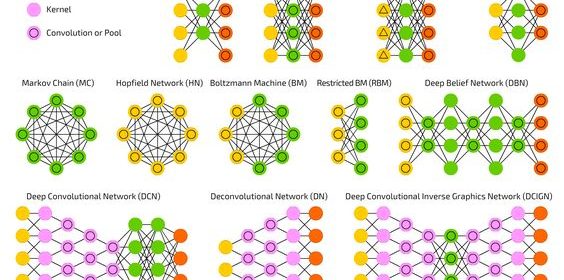 Kernel
Convolution or Pool
Markov Chain (MC)
Hopfield Network (HN)
Boltzmann Machine (BM)
Restricted BM (RBM)
Deep Belief Network (DBN)
Deep Convolutional Network (DCN)
Deconvolutional Network (DN)
Deep Convolutional Inverse Graphics Network (DCIGN)